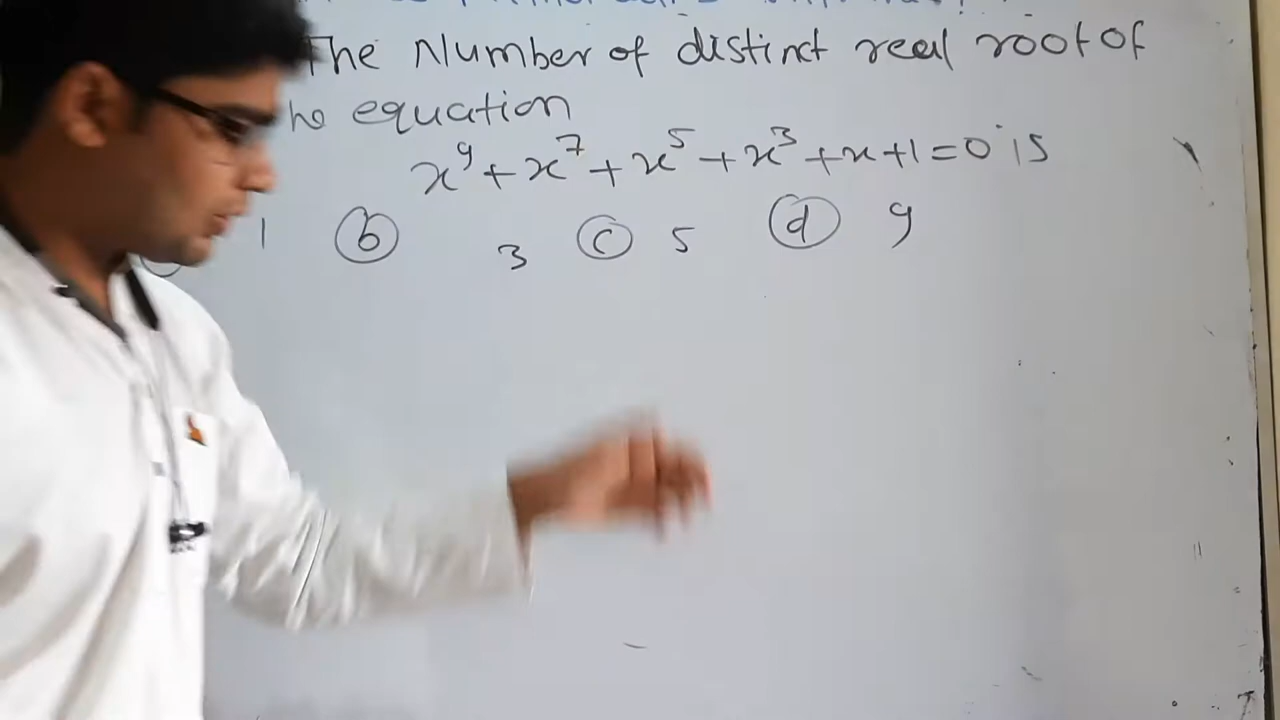 The Number of distinct real root of
he equation
x⁹+x⁷+x⁵+x³+x+1=0 is
1 ⓑ 3 ⓒ 5 ⓓ 9